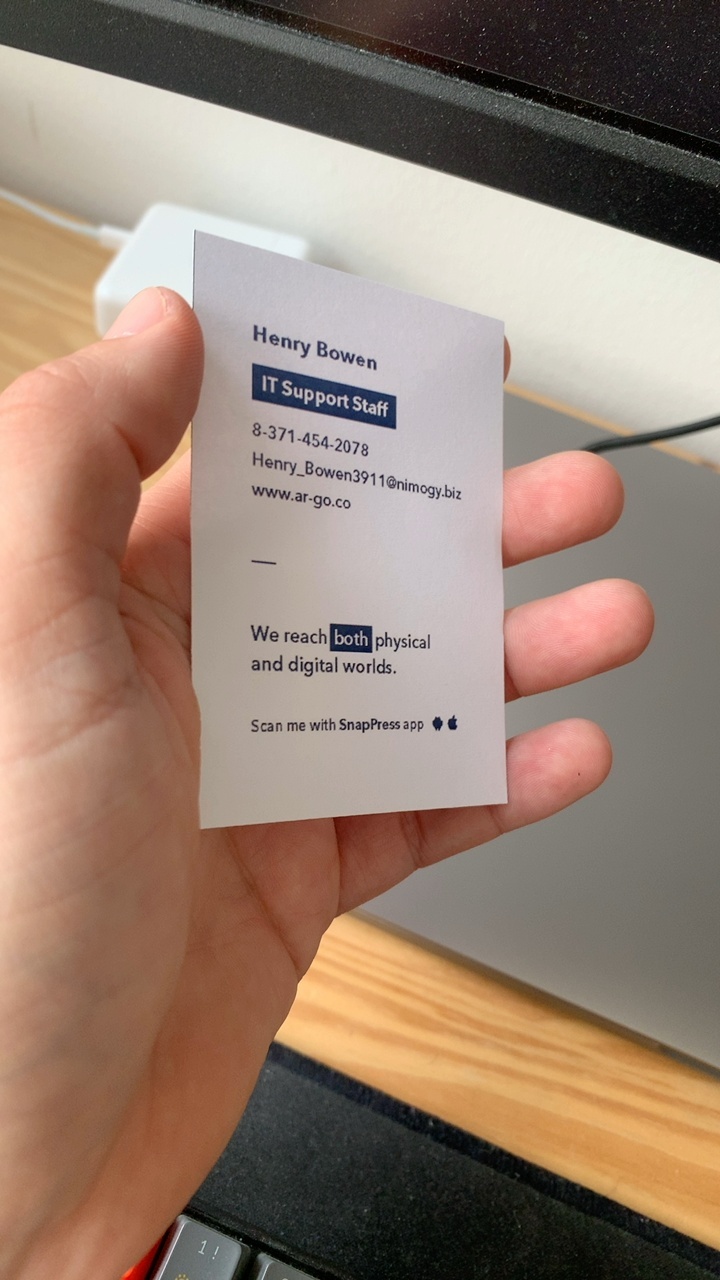 Henry Bowen
IT Support Staff
8-371-454-2078
Henry_Bowen3911@nimogy.biz
www.ar-go.co
—
We reach both physical
and digital worlds.
Scan me with SnapPress app
1 !